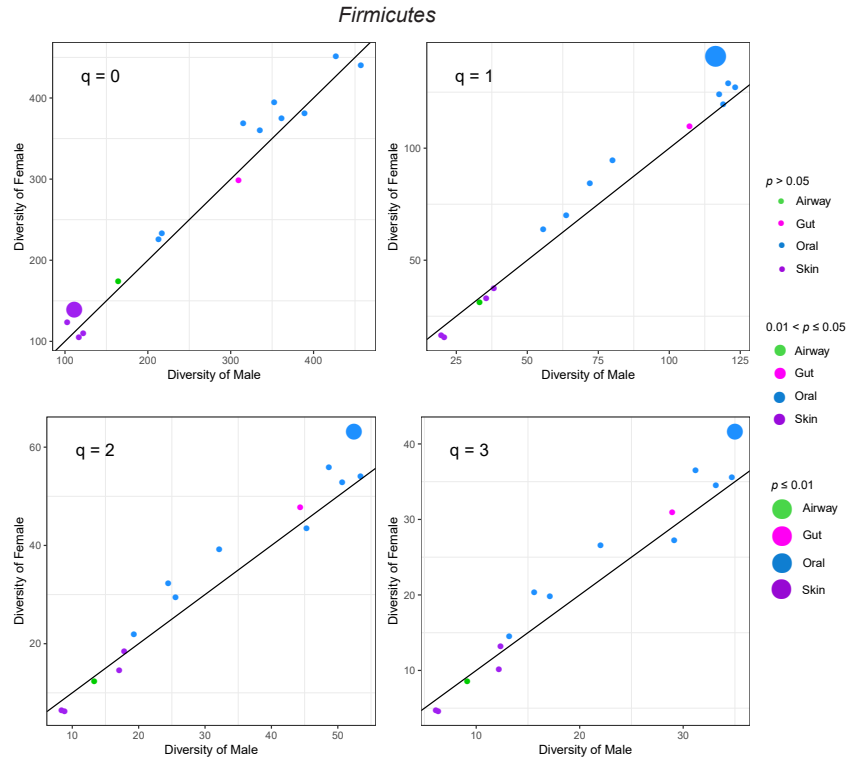 Firmicutes
q = 0
Diversity of Female
400
300
200
100
100
200
300
400
Diversity of Male
q = 1
Diversity of Female
100
50
25
50
75
100
125
Diversity of Male
p > 0.05
Airway
Gut
Oral
Skin
0.01 < p ≤ 0.05
Airway
Gut
Oral
Skin
p ≤ 0.01
Airway
Gut
Oral
Skin
q = 2
Diversity of Female
60
40
20
10
20
30
40
50
Diversity of Male
q = 3
Diversity of Female
40
30
20
10
10
20
30
Diversity of Male